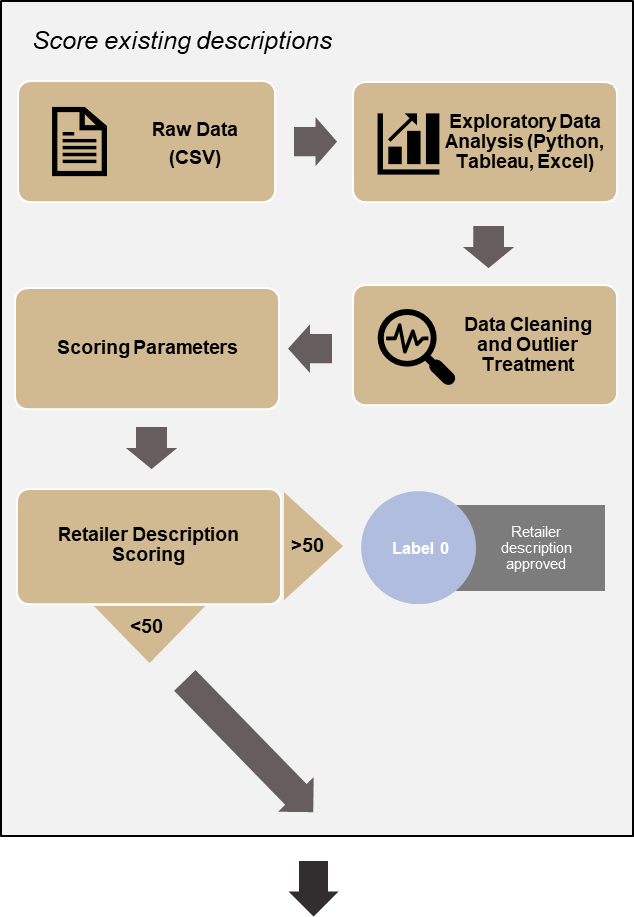 Score existing descriptions
Raw Data
(CSV)
Exploratory Data
Analysis (Python,
Tableau, Excel)
Scoring Parameters
Data Cleaning
and Outlier
Treatment
Retailer Description
Scoring
>50
Label 0
Retailer
description
approved
<50